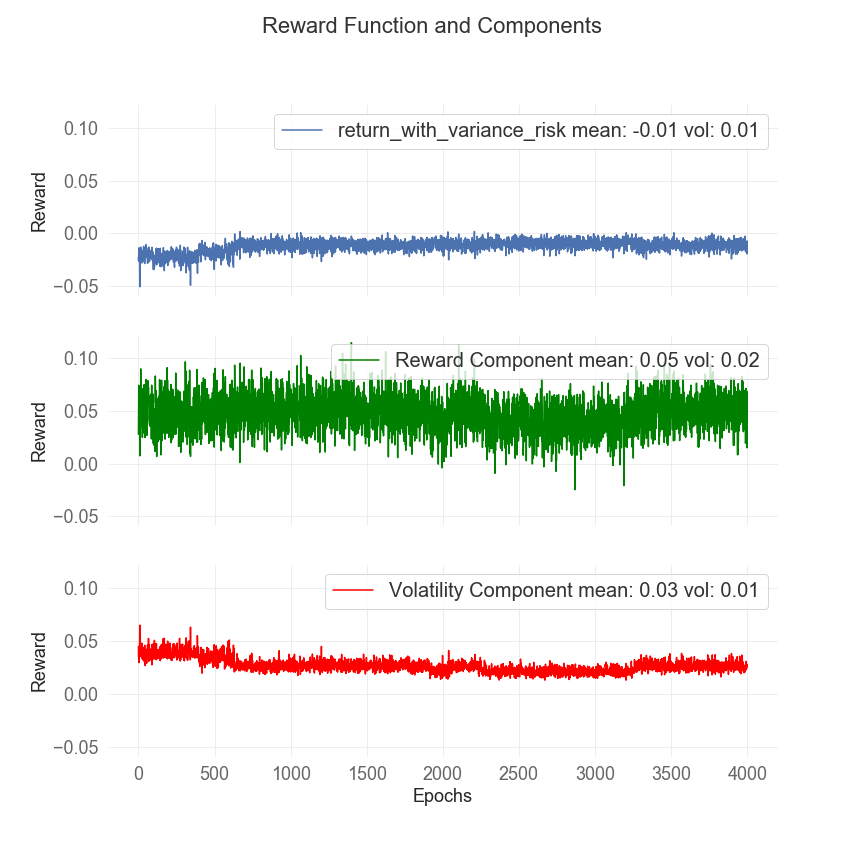 Reward Function and Components
return_with_variance_risk mean: -0.01 vol: 0.01
0.10
0.05
0.00
−0.05
Reward
Reward Component mean: 0.05 vol: 0.02
0.10
0.05
0.00
−0.05
Reward
Volatility Component mean: 0.03 vol: 0.01
0.10
0.05
0.00
−0.05
Reward
0 500 1000 1500 2000 2500 3000 3500 4000
Epochs